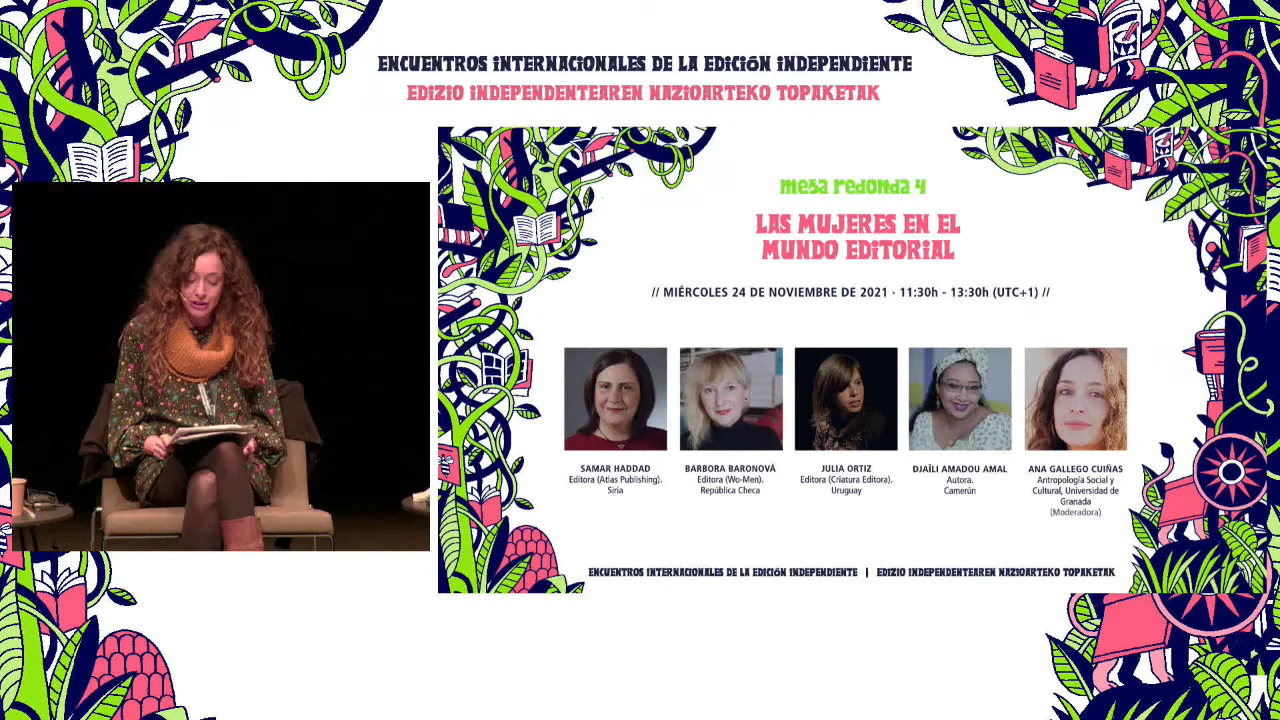 ENCUENTROS INTERNACIONALES DE LA EDICIÓN INDEPENDIENTE
EDIZIO INDEPENDENTEAREN NAZIOARTEKO TOPAKETAK
mesa redonda 4
LAS MUJERES EN EL
MUNDO EDITORIAL
// MIÉRCOLES 24 DE NOVIEMBRE DE 2021 · 11:30h - 13:30h (UTC+1) //
SAMAR HADDAD
Editora (Atlas Publishing).
Siria
BARBORA BARONOVÁ
Editora (Wo-Men).
República Checa
JULIA ORTIZ
Editora (Criatura Editora).
Uruguay
DJAÏLI AMADOU AMAL
Autora.
Camerún
ANA GALLEGO CUIÑAS
Antropología Social y
Cultural, Universidad de
Granada
(Moderadora)
ENCUENTROS INTERNACIONALES DE LA EDICIÓN INDEPENDIENTE | EDIZIO INDEPENDENTEAREN NAZIOARTEKO TOPAKETAK